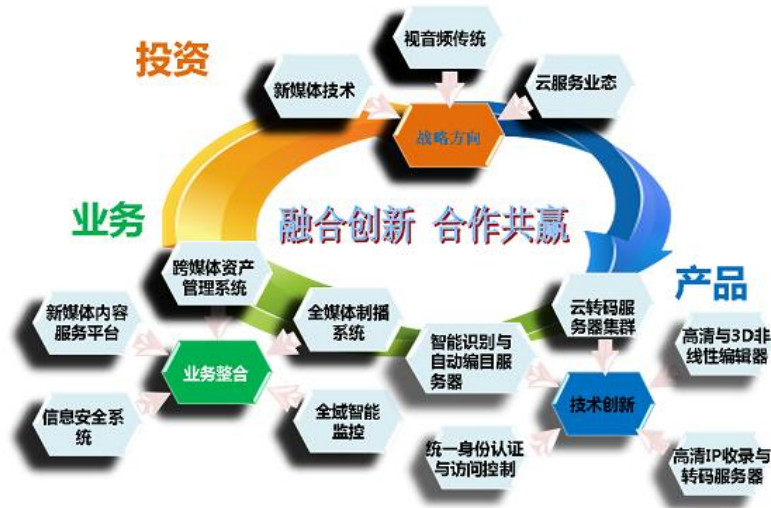 投资
视音频传统
新媒体技术
云服务业态
战略方向
业务
融合创新 合作共赢
产品
跨媒体资产
管理系统
新媒体内容
服务平台
全媒体制播
系统
业务整合
信息安全系
统
全域智能
监控
云转码服
务器集群
智能识别与
自动编目服
务器
高清与3D非
线性编辑器
技术创新
统一身份认证
与访问控制
高清IP收录与
转码服务器